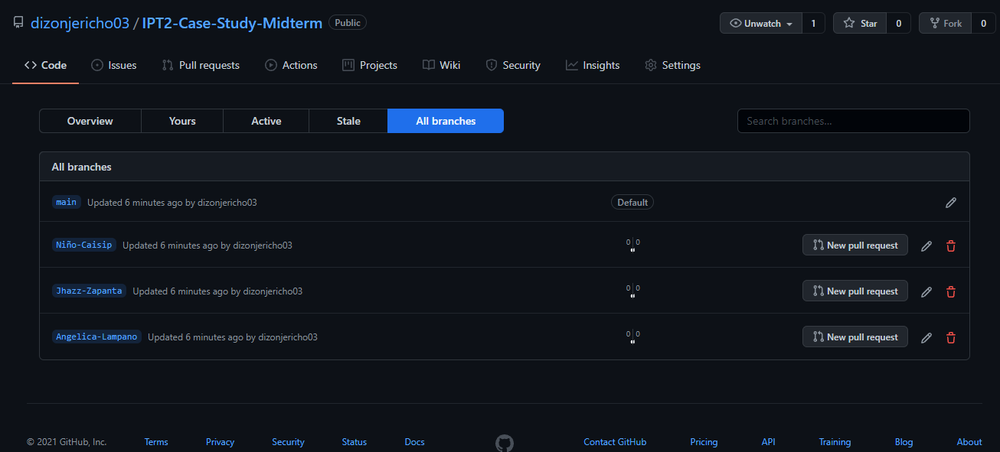 dizonjericho03 / IPT2-Case-Study-Midterm Public Unwatch 1 Star 0 Fork 0
Code Issues Pull requests Actions Projects Wiki Security Insights Settings
Overview Yours Active Stale All branches Search branches...
All branches
main Updated 6 minutes ago by dizonjericho03 Default
Niño-Caisip Updated 6 minutes ago by dizonjericho03 0 0 New pull request
Jhazz-Zapanta Updated 6 minutes ago by dizonjericho03 0 0 New pull request
Angelica-Lampano Updated 6 minutes ago by dizonjericho03 0 0 New pull request
© 2021 GitHub, Inc. Terms Privacy Security Status Docs Contact GitHub Pricing API Training Blog About